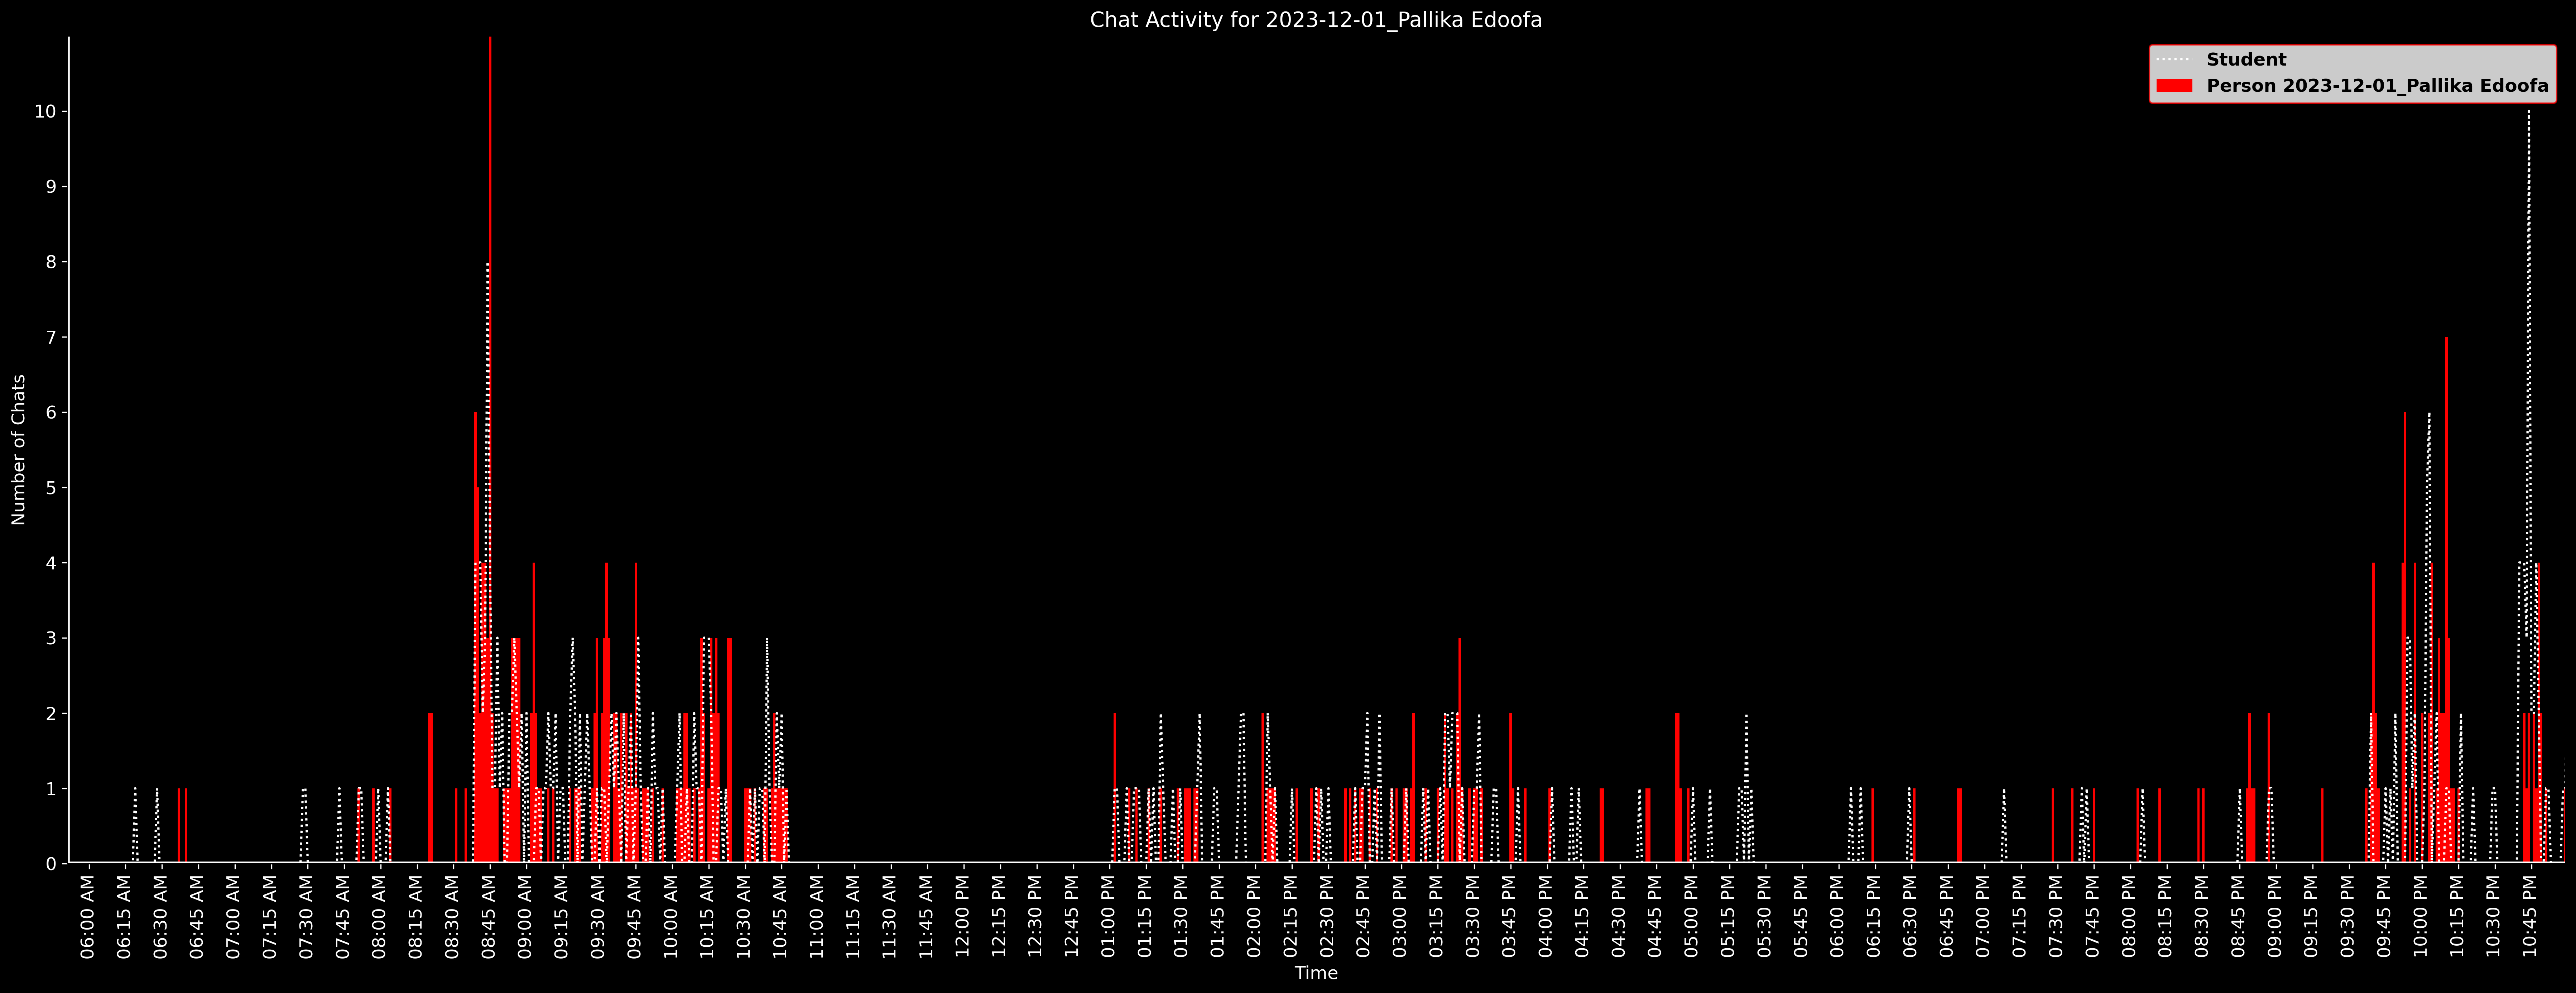 Chat Activity for 2023-12-01_Pallika Edoofa
Student
Person 2023-12-01_Pallika Edoofa
Number of Chats
10
9
8
7
6
5
4
3
2
1
0
06:00 AM
06:15 AM
06:30 AM
06:45 AM
07:00 AM
07:15 AM
07:30 AM
07:45 AM
08:00 AM
08:15 AM
08:30 AM
08:45 AM
09:00 AM
09:15 AM
09:30 AM
09:45 AM
10:00 AM
10:15 AM
10:30 AM
10:45 AM
11:00 AM
11:15 AM
11:30 AM
11:45 AM
12:00 PM
12:15 PM
12:30 PM
12:45 PM
01:00 PM
01:15 PM
01:30 PM
01:45 PM
02:00 PM
02:15 PM
02:30 PM
02:45 PM
03:00 PM
03:15 PM
03:30 PM
03:45 PM
04:00 PM
04:15 PM
04:30 PM
04:45 PM
05:00 PM
05:15 PM
05:30 PM
05:45 PM
06:00 PM
06:15 PM
06:30 PM
06:45 PM
07:00 PM
07:15 PM
07:30 PM
07:45 PM
08:00 PM
08:15 PM
08:30 PM
08:45 PM
09:00 PM
09:15 PM
09:30 PM
09:45 PM
10:00 PM
10:15 PM
10:30 PM
10:45 PM
Time